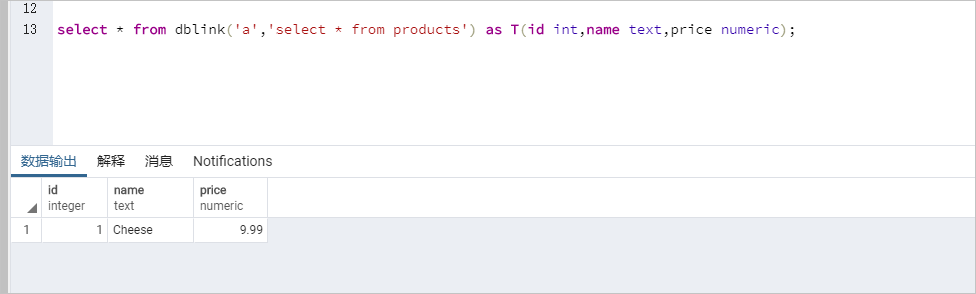 12
13 select * from dblink('a','select * from products') as T(id int,name text,price numeric);
数据输出 解释 消息 Notifications
id name price
integer text numeric
1 1 Cheese 9.99